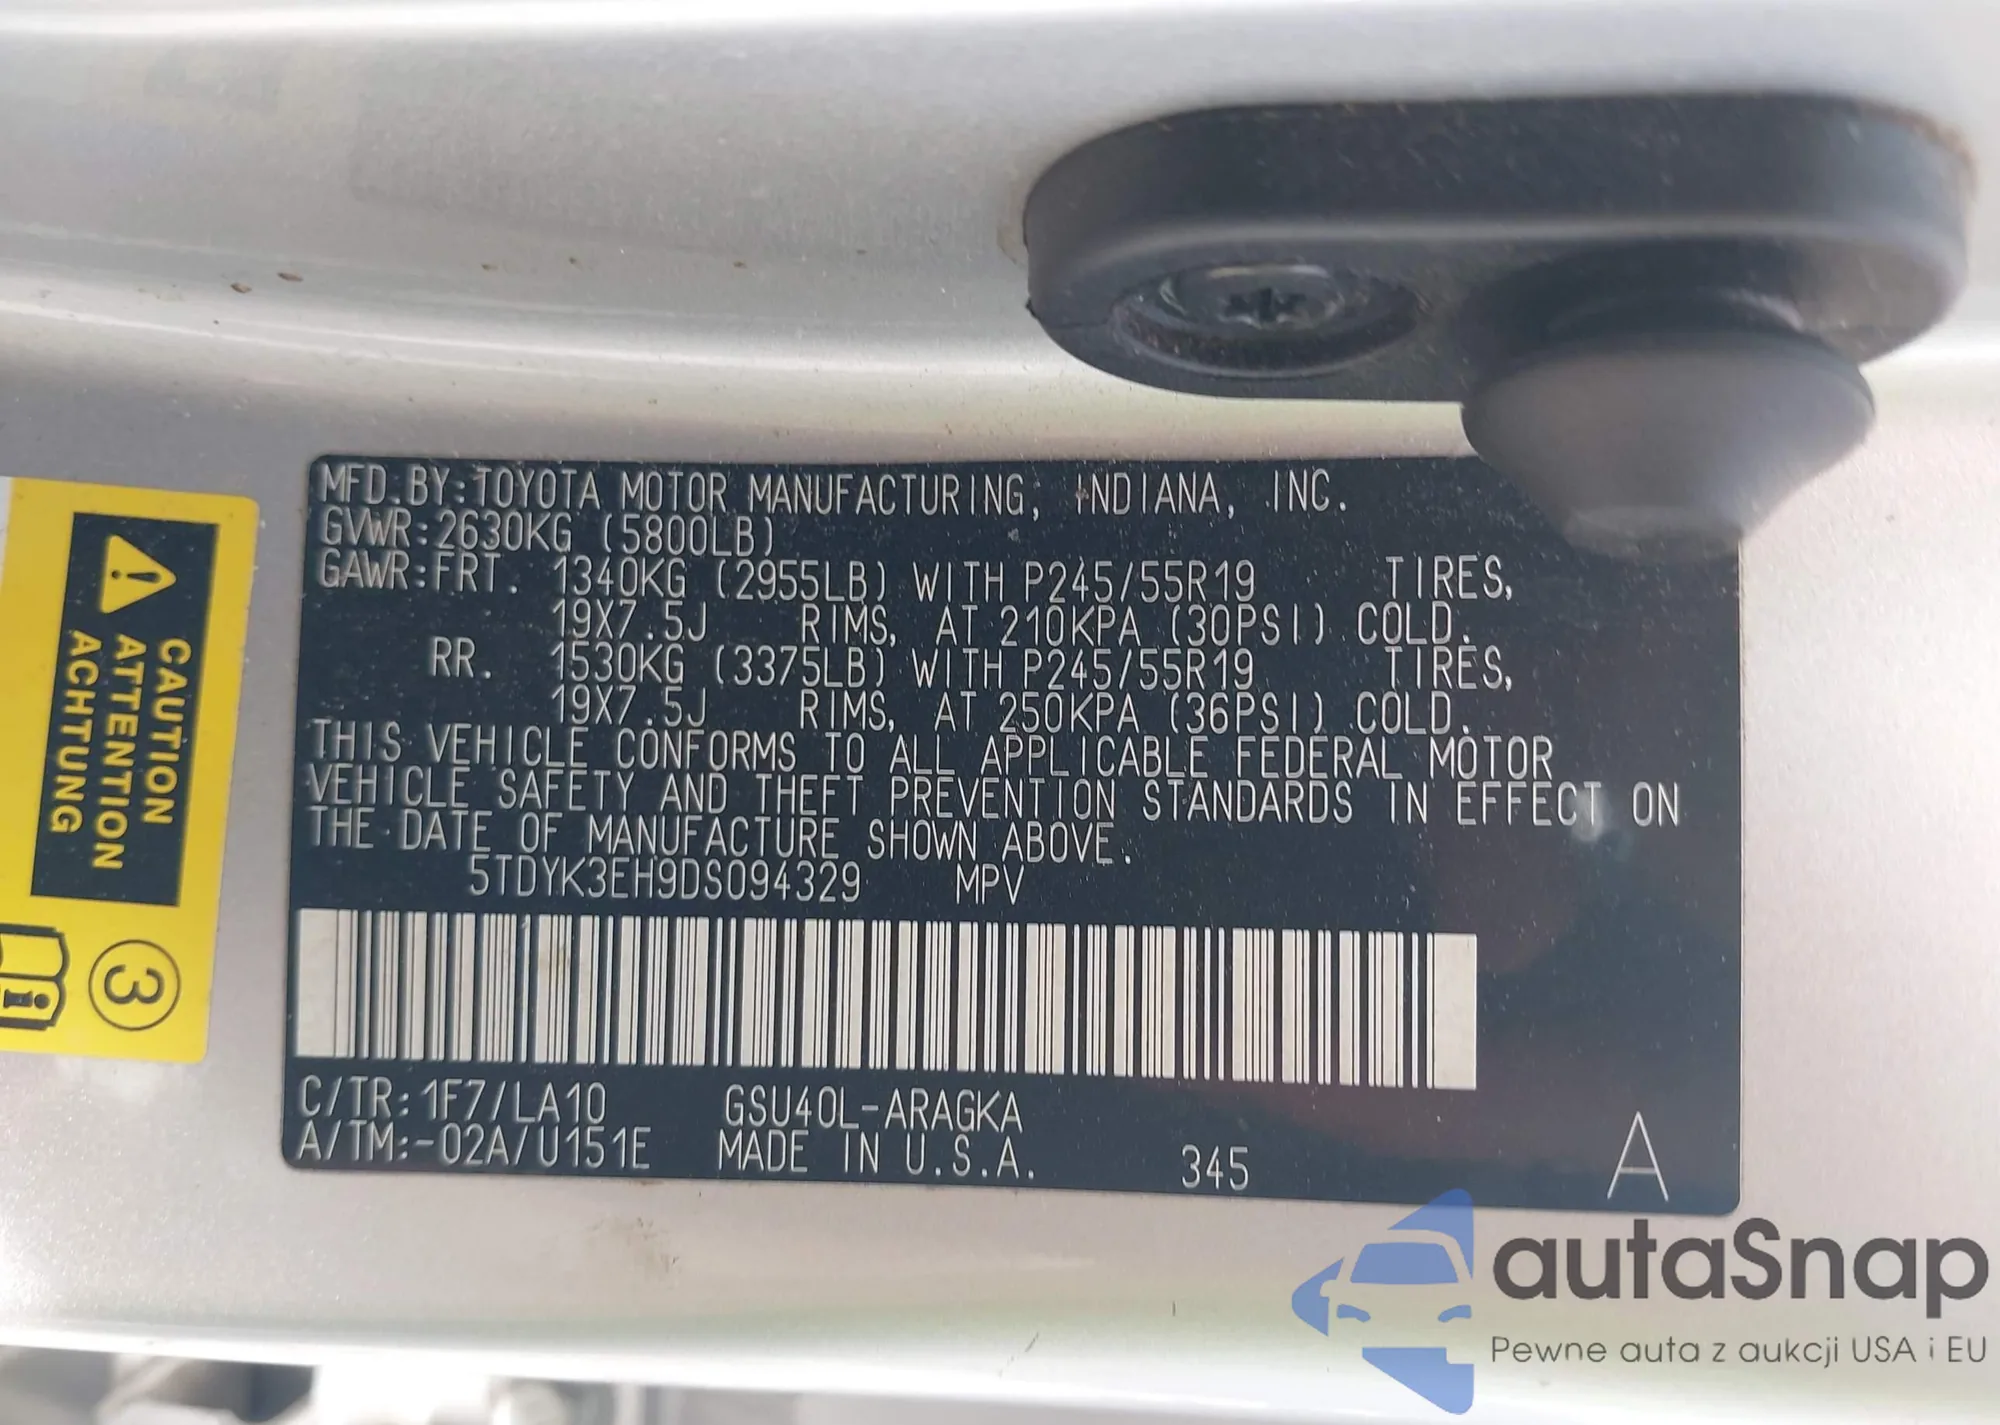 MFD.BY:TOYOTA MOTOR MANUFACTURING, INDIANA, INC.
GVWR:2630KG (5800LB)
GAWR:FRT. 1340KG (2955LB) WITH P245/55R19 TIRES,
19X7.5J RIMS, AT 210KPA (30PSI) COLD.
RR. 1530KG (3375LB) WITH P245/55R19 TIRES,
19X7.5J RIMS, AT 250KPA (36PSI) COLD.
THIS VEHICLE CONFORMS TO ALL APPLICABLE FEDERAL MOTOR
VEHICLE SAFETY AND THEFT PREVENTION STANDARDS IN EFFECT ON
THE DATE OF MANUFACTURE SHOWN ABOVE.
5TDYK3EH9DS094329 MPV
C/TR:1F7/LA10 GSU40L-ARAGKA
A/TM:-02A/U151E MADE IN U.S.A. 345 A
CAUTION
ATTENTION
ACHTUNG
3
i
autaSnap
Pewne auta z aukcji USA i EU